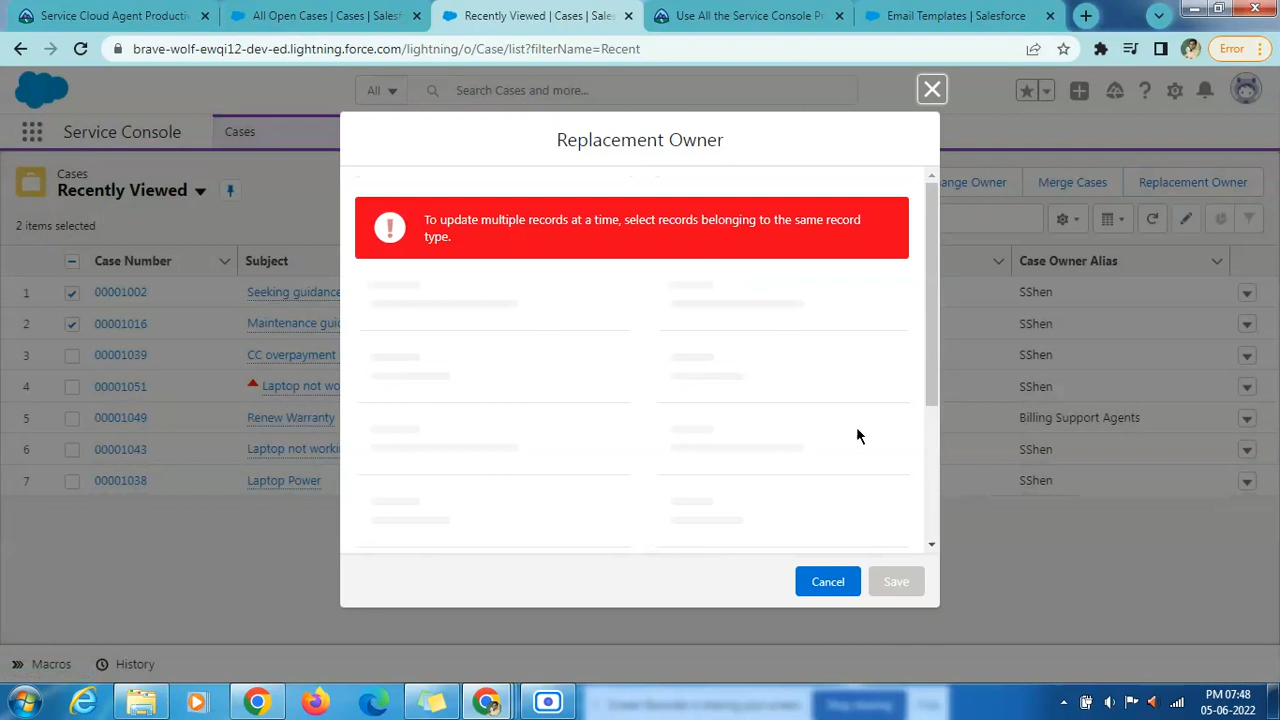 Service Cloud Agent Producti
All Open Cases | Cases | Salesf
Recently Viewed | Cases | Sales
Use All the Service Console Pr
Email Templates | Salesforce
brave-wolf-ewqi12-dev-ed.lightning.force.com/lightning/o/Case/list?filterName=Recent
Error
All
Search Cases and more...
Service Console
Cases
Replacement Owner
Cases
Recently Viewed
ange Owner
Merge Cases
Replacement Owner
2 items selected
To update multiple records at a time, select records belonging to the same record
type.
Case Number
Subject
Case Owner Alias
1 00001002 Seeking guidance SShen
2 00001016 Maintenance guid SShen
3 00001039 CC overpayment SShen
4 00001051 Laptop not wo SShen
5 00001049 Renew Warranty Billing Support Agents
6 00001043 Laptop not workin SShen
7 00001038 Laptop Power SShen
Cancel
Save
Macros
History
PM 07:48
05-06-2022